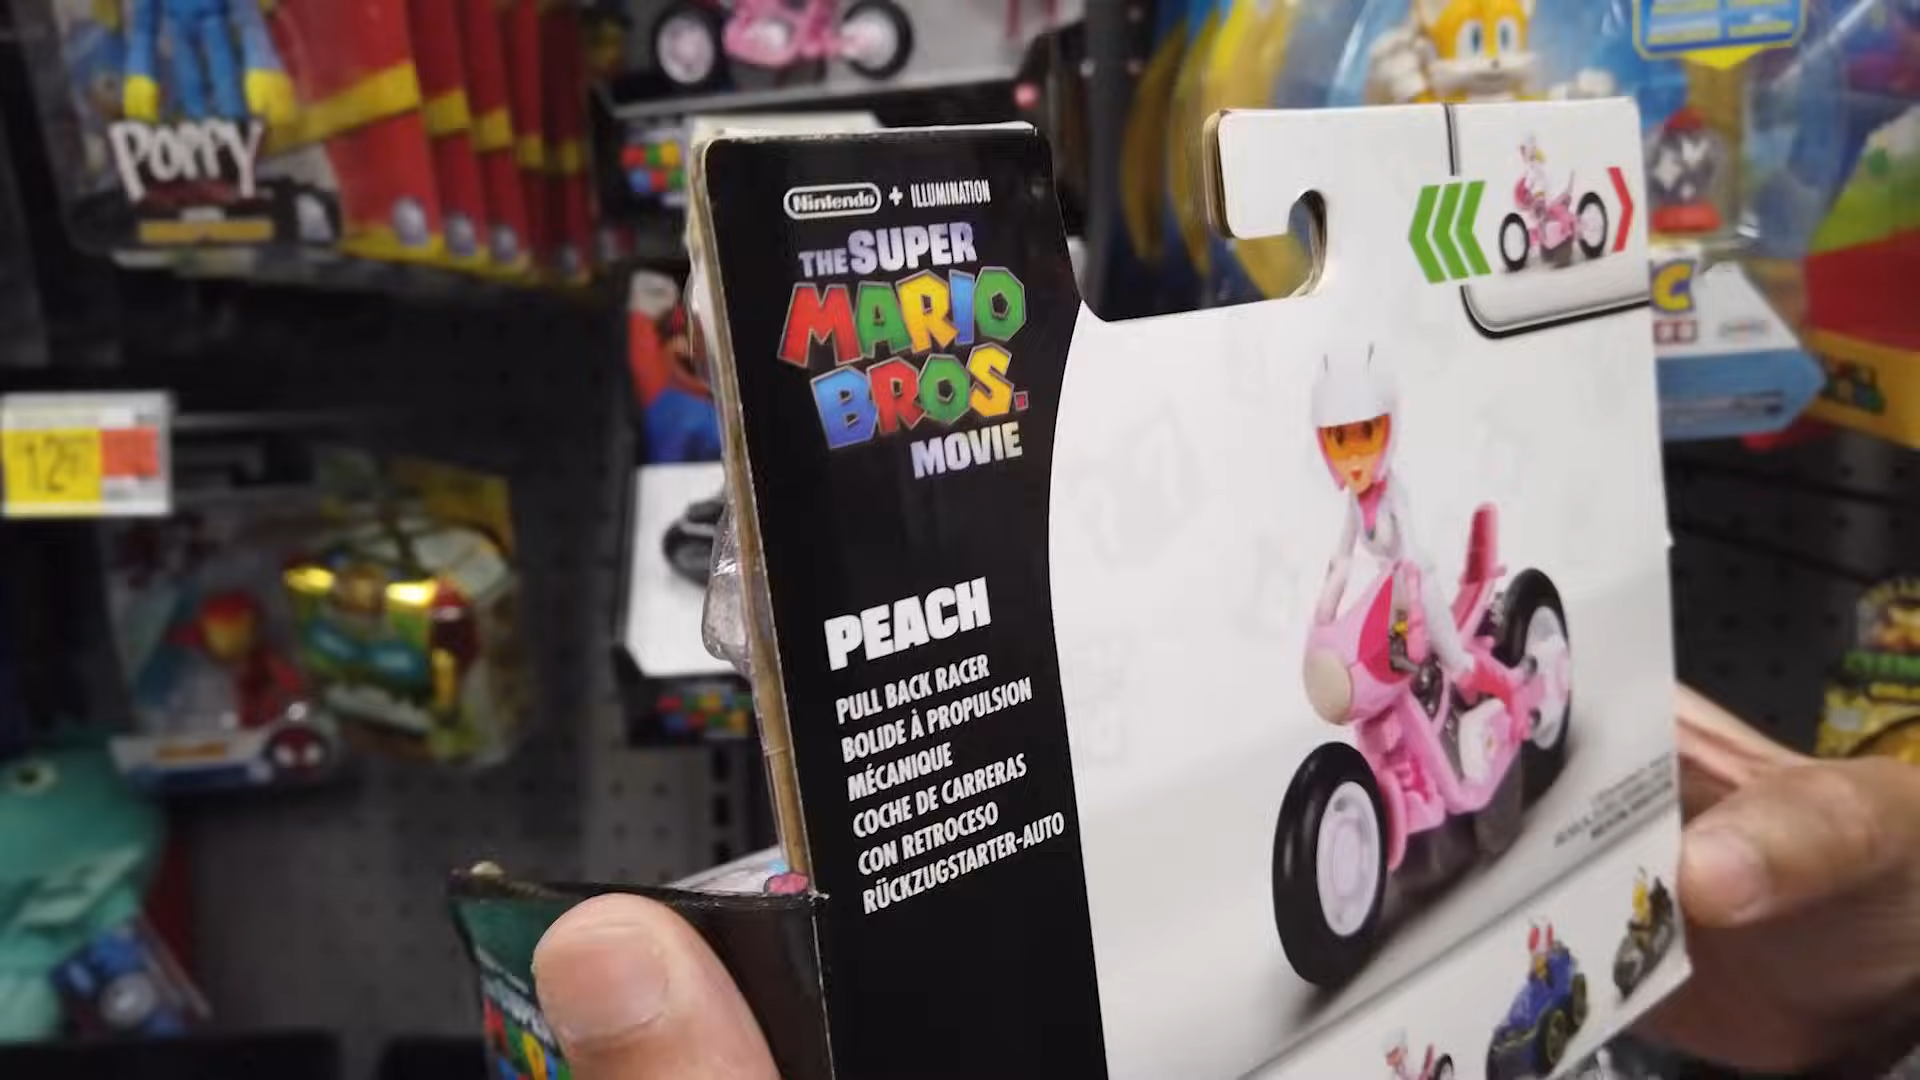 POPPY
Nintendo + ILLUMINATION
THE SUPER
MARIO
BROS.
MOVIE
PEACH
PULL BACK RACER
BOLIDE À PROPULSION
MÉCANIQUE
COCHE DE CARRERAS
CON RETROCESO
RÜCKZUGSTARTER-AUTO